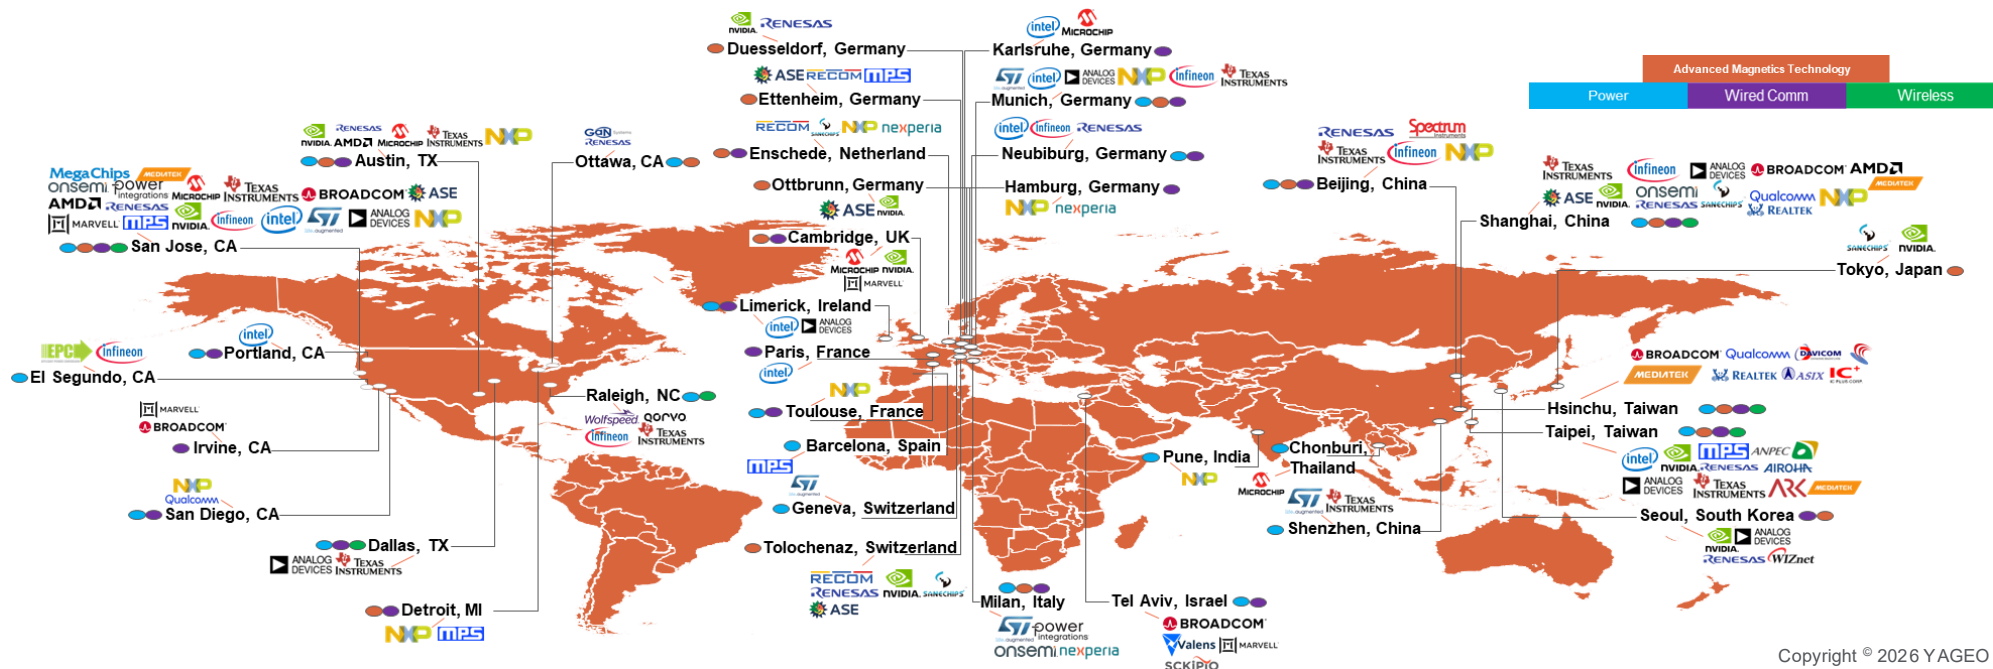 Advanced Magnetics Technology
Power
Wired Comm
Wireless
NVIDIA. RENESAS
Duesseldorf, Germany
intel MICROCHIP
Karlsruhe, Germany
ASE RECOM mps
Ettenheim, Germany
ST intel ANALOG DEVICES NXP infineon TEXAS INSTRUMENTS
Munich, Germany
RECOM SANECHIPS NXP nexperia
Enschede, Netherland
intel infineon RENESAS
Neubiburg, Germany
Ottbrunn, Germany
ASE NVIDIA.
Hamburg, Germany
NXP nexperia
NVIDIA. RENESAS AMD MICROCHIP TEXAS INSTRUMENTS NXP
Austin, TX
GaN Systems
RENESAS
Ottawa, CA
MegaChips MEDIATEK
onsemi power integrations MICROCHIP TEXAS INSTRUMENTS BROADCOM ASE
AMD RENESAS
MARVELL mps NVIDIA. infineon intel ST ANALOG DEVICES NXP
San Jose, CA
Cambridge, UK
MICROCHIP NVIDIA.
MARVELL
Limerick, Ireland
intel ANALOG DEVICES
intel
Portland, CA
EPC infineon
El Segundo, CA
Paris, France
intel
Raleigh, NC
Wolfspeed QORVO
infineon TEXAS INSTRUMENTS
NXP
Toulouse, France
MARVELL
BROADCOM
Irvine, CA
Barcelona, Spain
mps
NXP
Qualcomm
San Diego, CA
ST
Geneva, Switzerland
Dallas, TX
ANALOG DEVICES TEXAS INSTRUMENTS
Tolochenaz, Switzerland
RECOM
RENESAS NVIDIA. SANECHIPS
ASE
Detroit, MI
NXP mps
Milan, Italy
ST power integrations
onsemi nexperia
Tel Aviv, Israel
BROADCOM
Valens MARVELL
SCKIPIO
RENESAS Spectrum
TEXAS INSTRUMENTS infineon NXP
Beijing, China
TEXAS INSTRUMENTS infineon ANALOG DEVICES BROADCOM AMD
ASE NVIDIA. onsemi SANECHIPS Qualcomm NXP MEDIATEK
RENESAS REALTEK
Shanghai, China
SANECHIPS NVIDIA.
Tokyo, Japan
BROADCOM Qualcomm DAVICOM
MEDIATEK REALTEK ASIX IC+
IC PLUS CORP.
Hsinchu, Taiwan
Taipei, Taiwan
intel NVIDIA. mps ANPEC
RENESAS AIROHA
ANALOG DEVICES TEXAS INSTRUMENTS ARK MEDIATEK
Pune, India
NXP
Chonburi,
Thailand
MICROCHIP
ST TEXAS INSTRUMENTS
Shenzhen, China
Seoul, South Korea
NVIDIA. ANALOG DEVICES
RENESAS WIZnet
Copyright © 2026 YAGEO